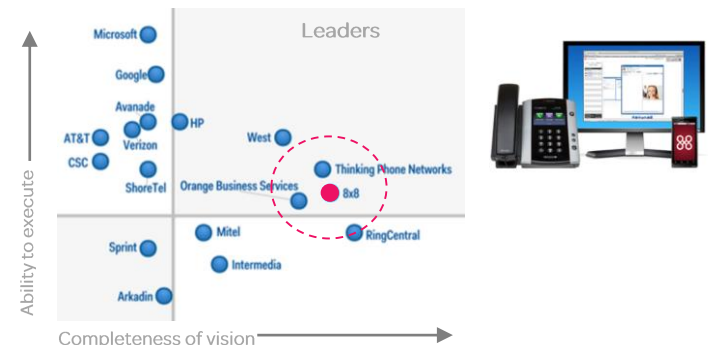 Leaders
Microsoft
Google
Avanade
HP
AT&T
Verizon
West
CSC
ShoreTel
Thinking Phone Networks
Orange Business Services
8x8
Mitel
RingCentral
Sprint
Intermedia
Arkadin
Ability to execute
Completeness of vision